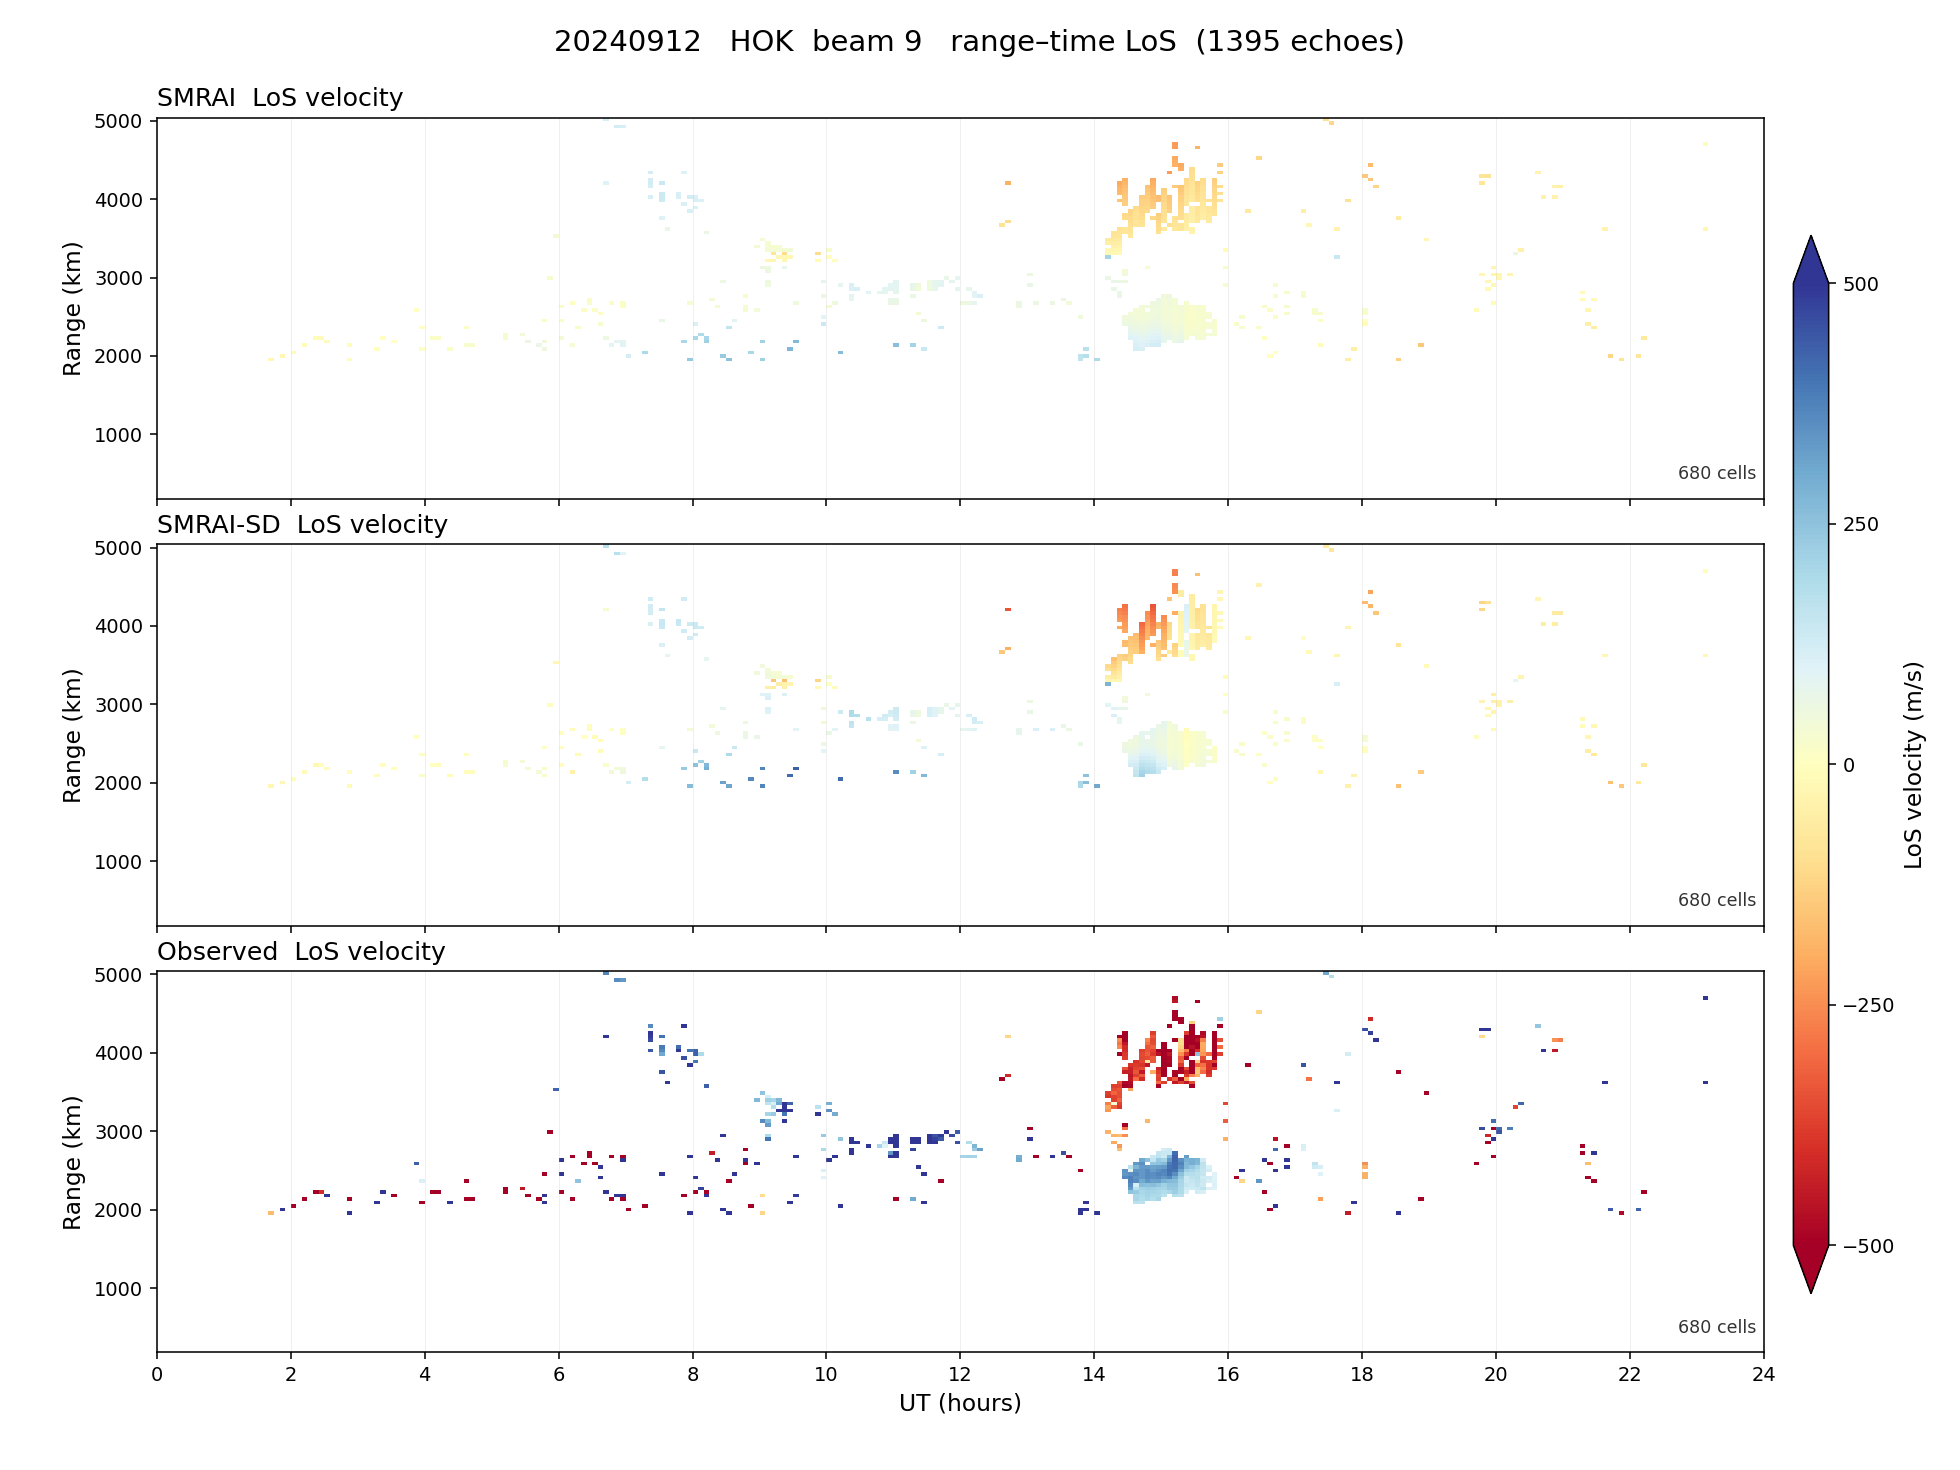 20240912   HOK  beam 9   range–time LoS  (1395 echoes)
SMRAI  LoS velocity
5000
4000
3000
2000
1000
Range (km)
680 cells
SMRAI-SD  LoS velocity
5000
4000
3000
2000
1000
Range (km)
680 cells
Observed  LoS velocity
5000
4000
3000
2000
1000
Range (km)
680 cells
0 2 4 6 8 10 12 14 16 18 20 22 24
UT (hours)
500
250
0
−250
−500
LoS velocity (m/s)